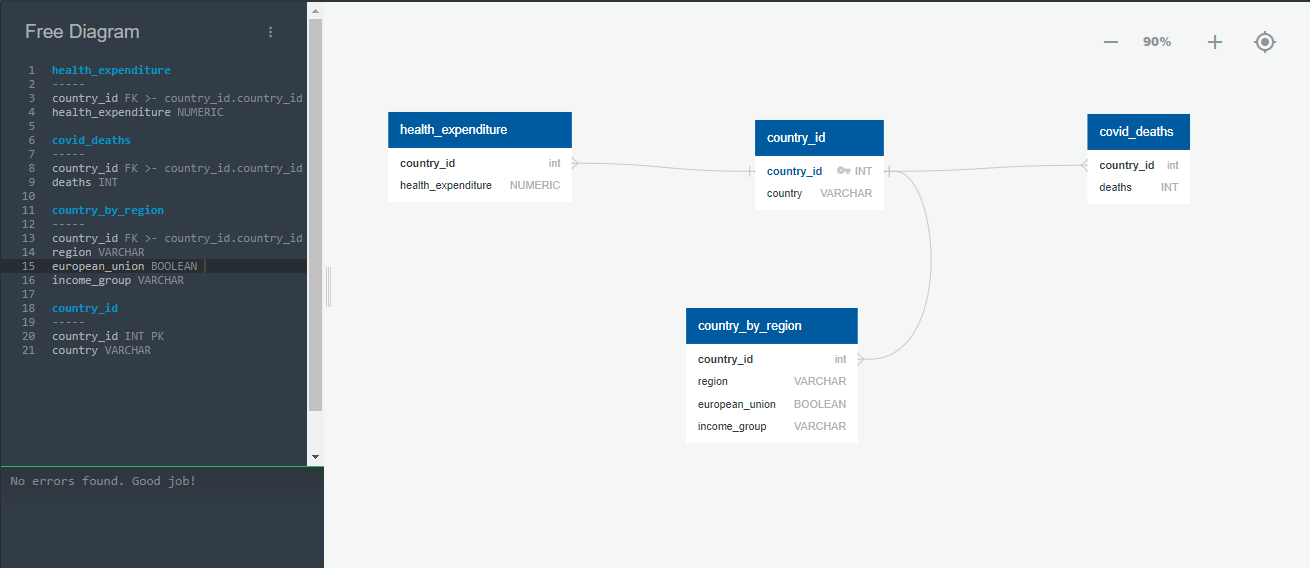 Free Diagram
1 health_expenditure
2 -----
3 country_id FK >- country_id.country_id
4 health_expenditure NUMERIC
5
6 covid_deaths
7 -----
8 country_id FK >- country_id.country_id
9 deaths INT
10
11 country_by_region
12 -----
13 country_id FK >- country_id.country_id
14 region VARCHAR
15 european_union BOOLEAN
16 income_group VARCHAR
17
18 country_id
19 -----
20 country_id INT PK
21 country VARCHAR
No errors found. Good job!
90%
health_expenditure
country_id int
health_expenditure NUMERIC
country_id
country_id INT
country VARCHAR
covid_deaths
country_id int
deaths INT
country_by_region
country_id int
region VARCHAR
european_union BOOLEAN
income_group VARCHAR